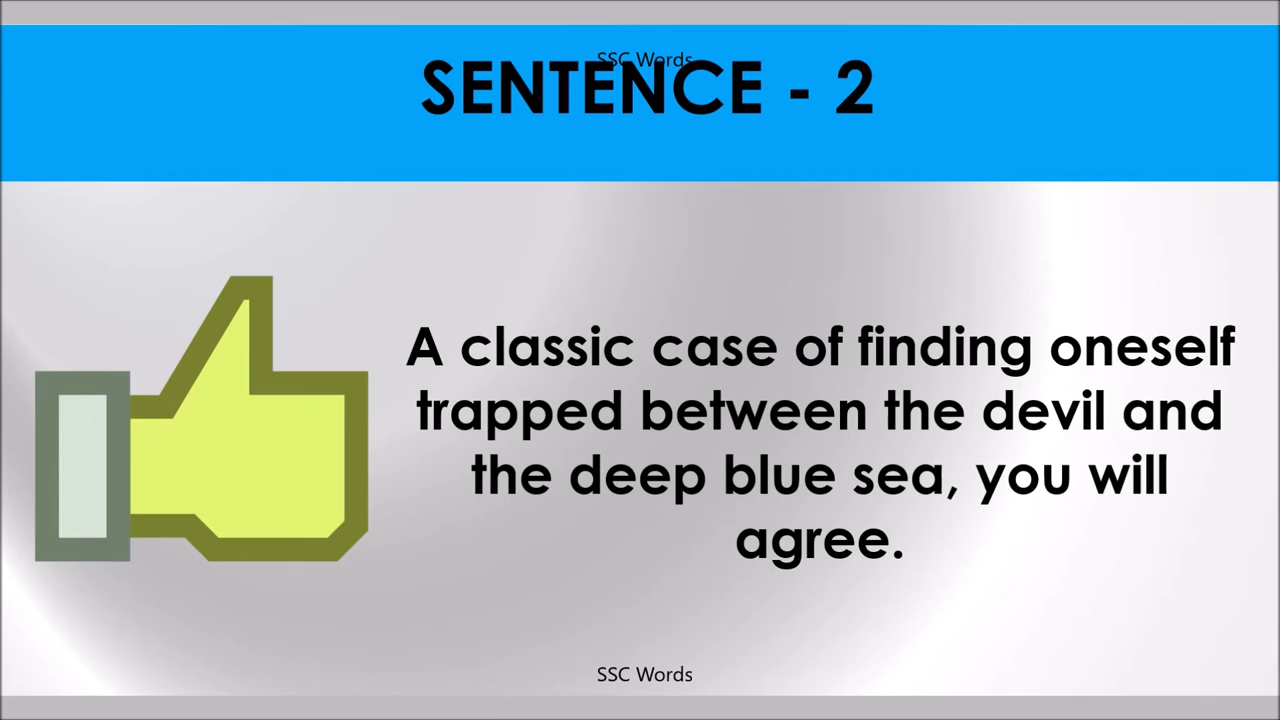 SSC Words
SENTENCE - 2
A classic case of finding oneself
trapped between the devil and
the deep blue sea, you will
agree.
SSC Words